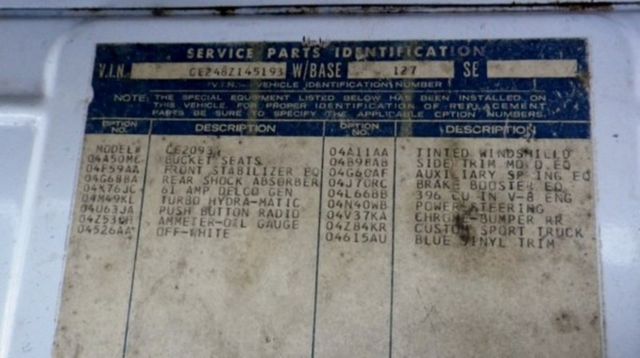 SERVICE PARTS IDENTIFICATION
V.I.N. CE248Z145193 W/BASE 127 SE
(V.I.N. - VEHICLE IDENTIFICATION NUMBER)
NOTE: THE SPECIAL EQUIPMENT LISTED BELOW HAS BEEN INSTALLED ON
THIS VEHICLE. FOR PROPER IDENTIFICATION OF REPLACEMENT
PARTS BE SURE TO SPECIFY THE APPLICABLE OPTION NUMBERS.
OPTION NO. DESCRIPTION OPTION NO. DESCRIPTION
MODEL# CE20934 04A11AA TINTED WINDSHIELD
04A50MC BUCKET SEATS 04B98AB SIDE TRIM MOLD EQ
04F59AA FRONT STABILIZER EQ 04G60AF AUXILIARY SPRING EQ
04G68BA REAR SHOCK ABSORBER 04J70RC BRAKE BOOSTER EQ
04K76JC 61 AMP DELCO GEN 04L66BB 396 CU IN V-8 ENG
04M49KL TURBO HYDRA-MATIC 04N40WB POWER STEERING
04U63JA PUSH BUTTON RADIO 04V37KA CHROME BUMPER RR
AMMETER-OIL GAUGE 04Z84KR CUSTOM SPORT TRUCK
04526AA OFF-WHITE 04615AU BLUE VINYL TRIM